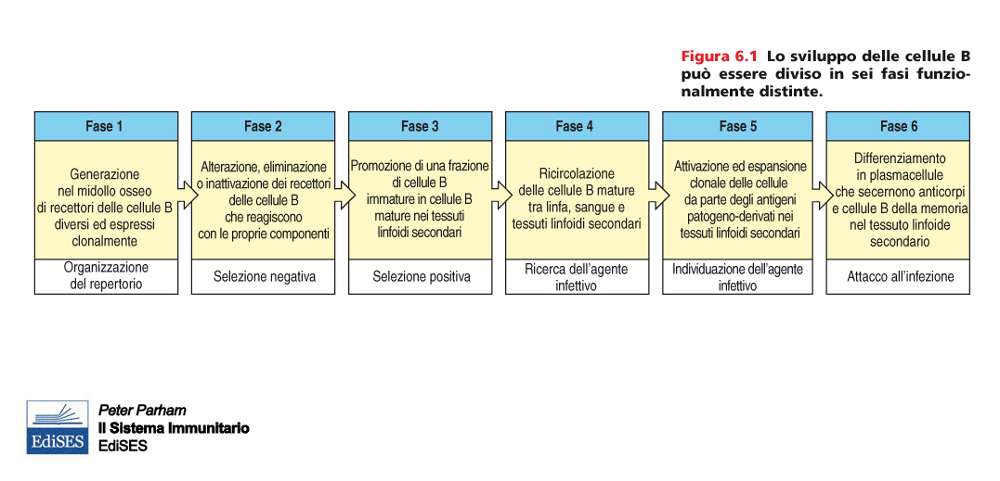 Figura 6.1 Lo sviluppo delle cellule B
può essere diviso in sei fasi funzio-
nalmente distinte.
Fase 1
Generazione
nel midollo osseo
di recettori delle cellule B
diversi ed espressi
clonalmente
Organizzazione
del repertorio
Fase 2
Alterazione, eliminazione
o inattivazione dei recettori
delle cellule B
che reagiscono
con le proprie componenti
Selezione negativa
Fase 3
Promozione di una frazione
di cellule B
immature in cellule B
mature nei tessuti
linfoidi secondari
Selezione positiva
Fase 4
Ricircolazione
delle cellule B mature
tra linfa, sangue e
tessuti linfoidi secondari
Ricerca dell'agente
infettivo
Fase 5
Attivazione ed espansione
clonale delle cellule
da parte degli antigeni
patogeno-derivati nei
tessuti linfoidi secondari
Individuazione dell'agente
infettivo
Fase 6
Differenziamento
in plasmacellule
che secernono anticorpi
e cellule B della memoria
nel tessuto linfoide
secondario
Attacco all'infezione
EdiSES
Peter Parham
Il Sistema Immunitario
EdiSES